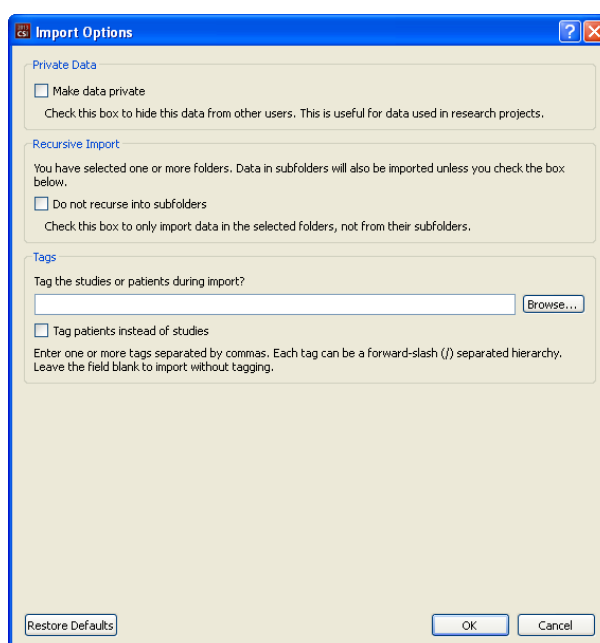 2013
CSI Import Options
Private Data
Make data private
Check this box to hide this data from other users. This is useful for data used in research projects.
Recursive Import
You have selected one or more folders. Data in subfolders will also be imported unless you check the box
below.
Do not recurse into subfolders
Check this box to only import data in the selected folders, not from their subfolders.
Tags
Tag the studies or patients during import?
Browse...
Tag patients instead of studies
Enter one or more tags separated by commas. Each tag can be a forward-slash (/) separated hierarchy.
Leave the field blank to import without tagging.
Restore Defaults OK Cancel